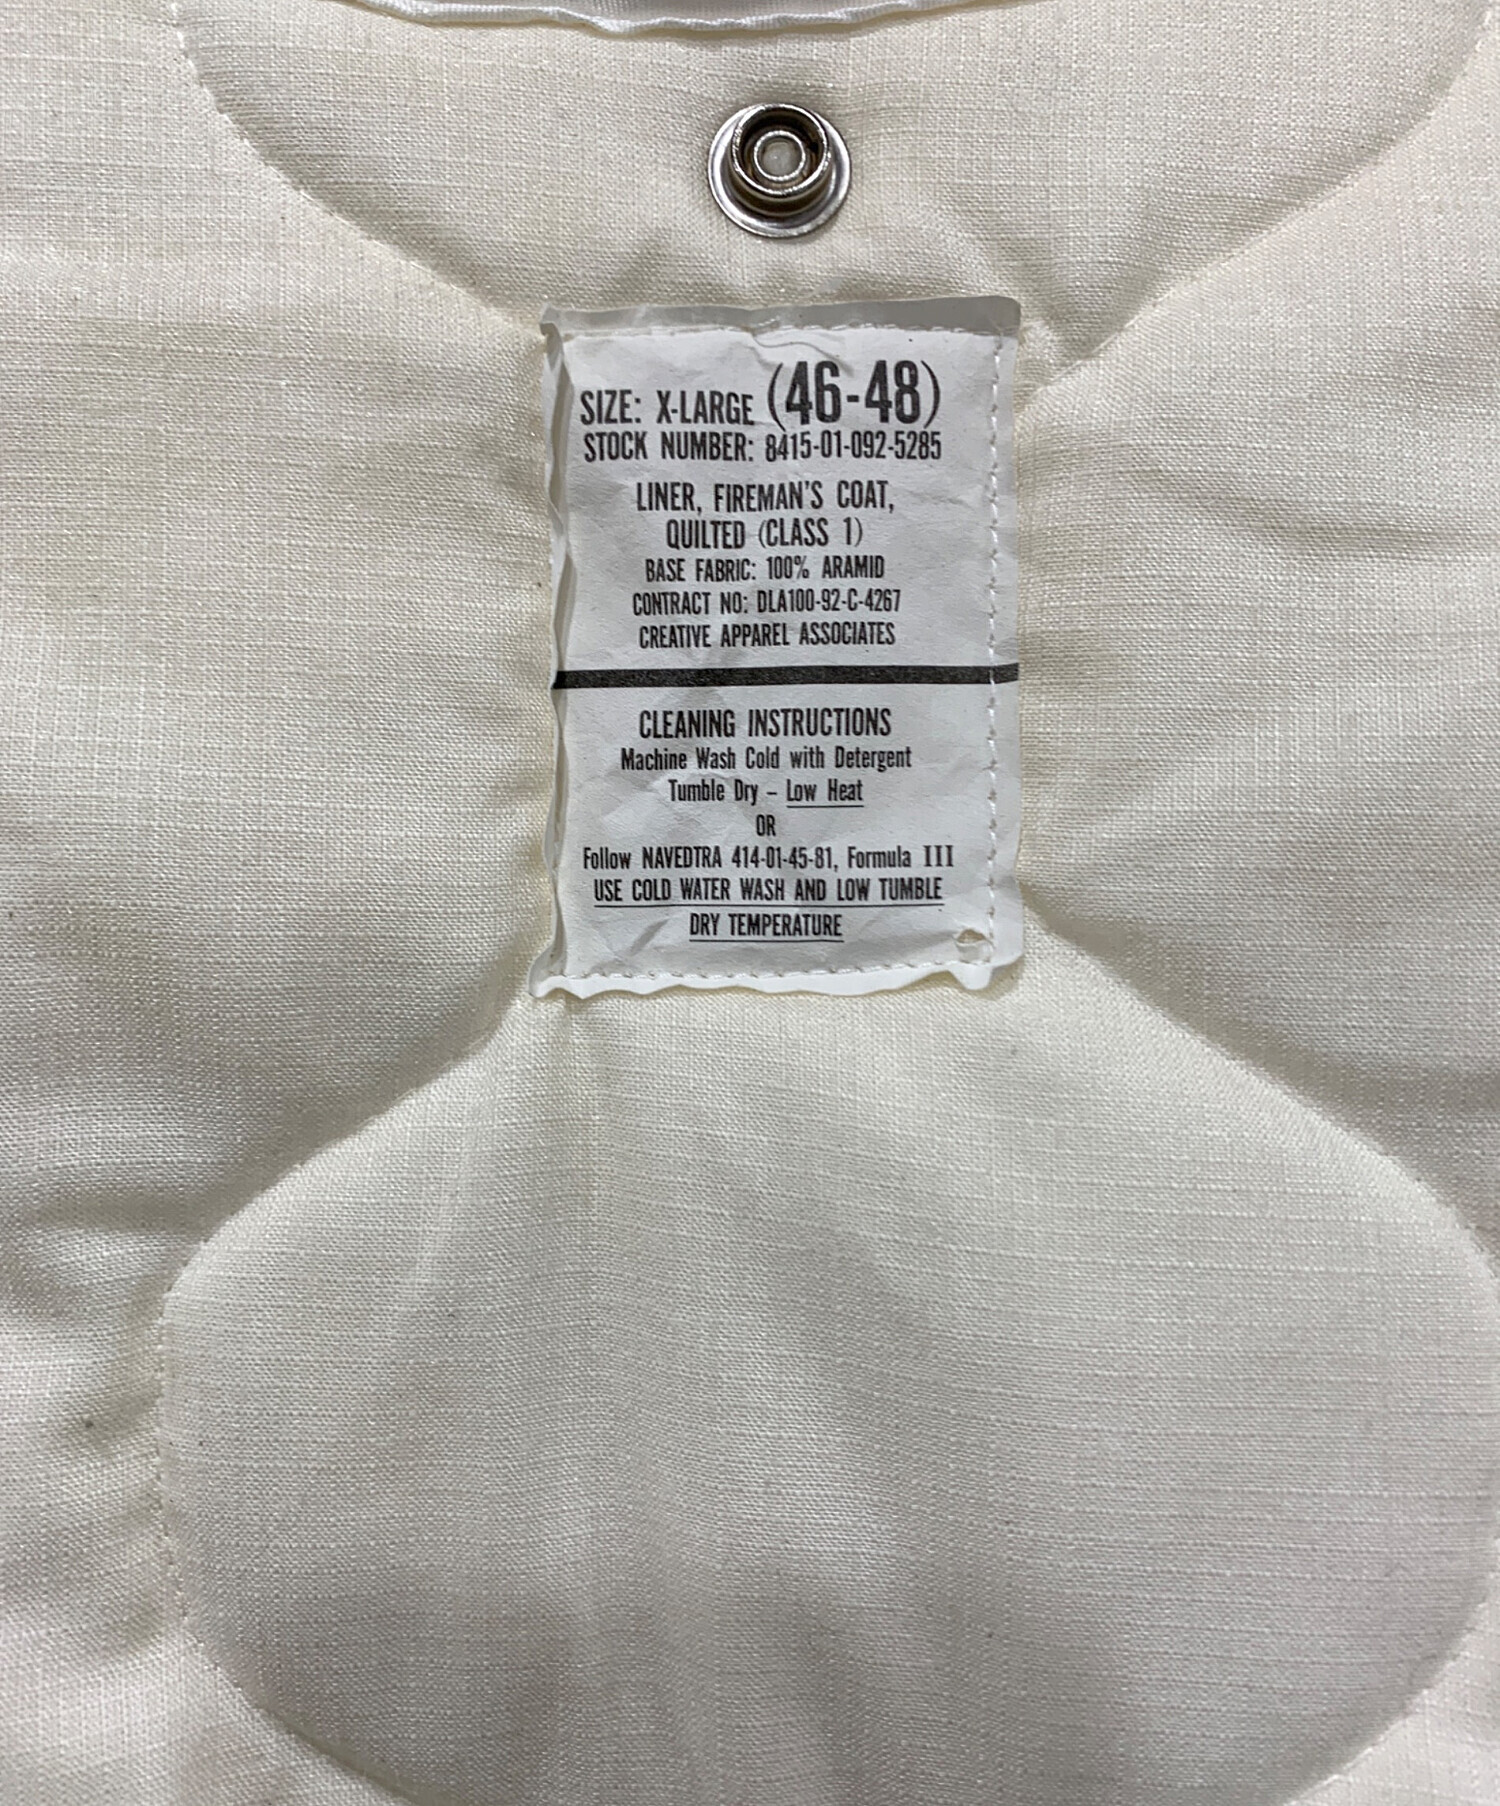 SIZE: X-LARGE (46-48)
STOCK NUMBER: 8415-01-092-5285
LINER, FIREMAN'S COAT,
QUILTED (CLASS 1)
BASE FABRIC: 100% ARAMID
CONTRACT NO: DLA100-92-C-4267
CREATIVE APPAREL ASSOCIATES
CLEANING INSTRUCTIONS
Machine Wash Cold with Detergent
Tumble Dry – Low Heat
OR
Follow NAVEDTRA 414-01-45-81, Formula III
USE COLD WATER WASH AND LOW TUMBLE
DRY TEMPERATURE